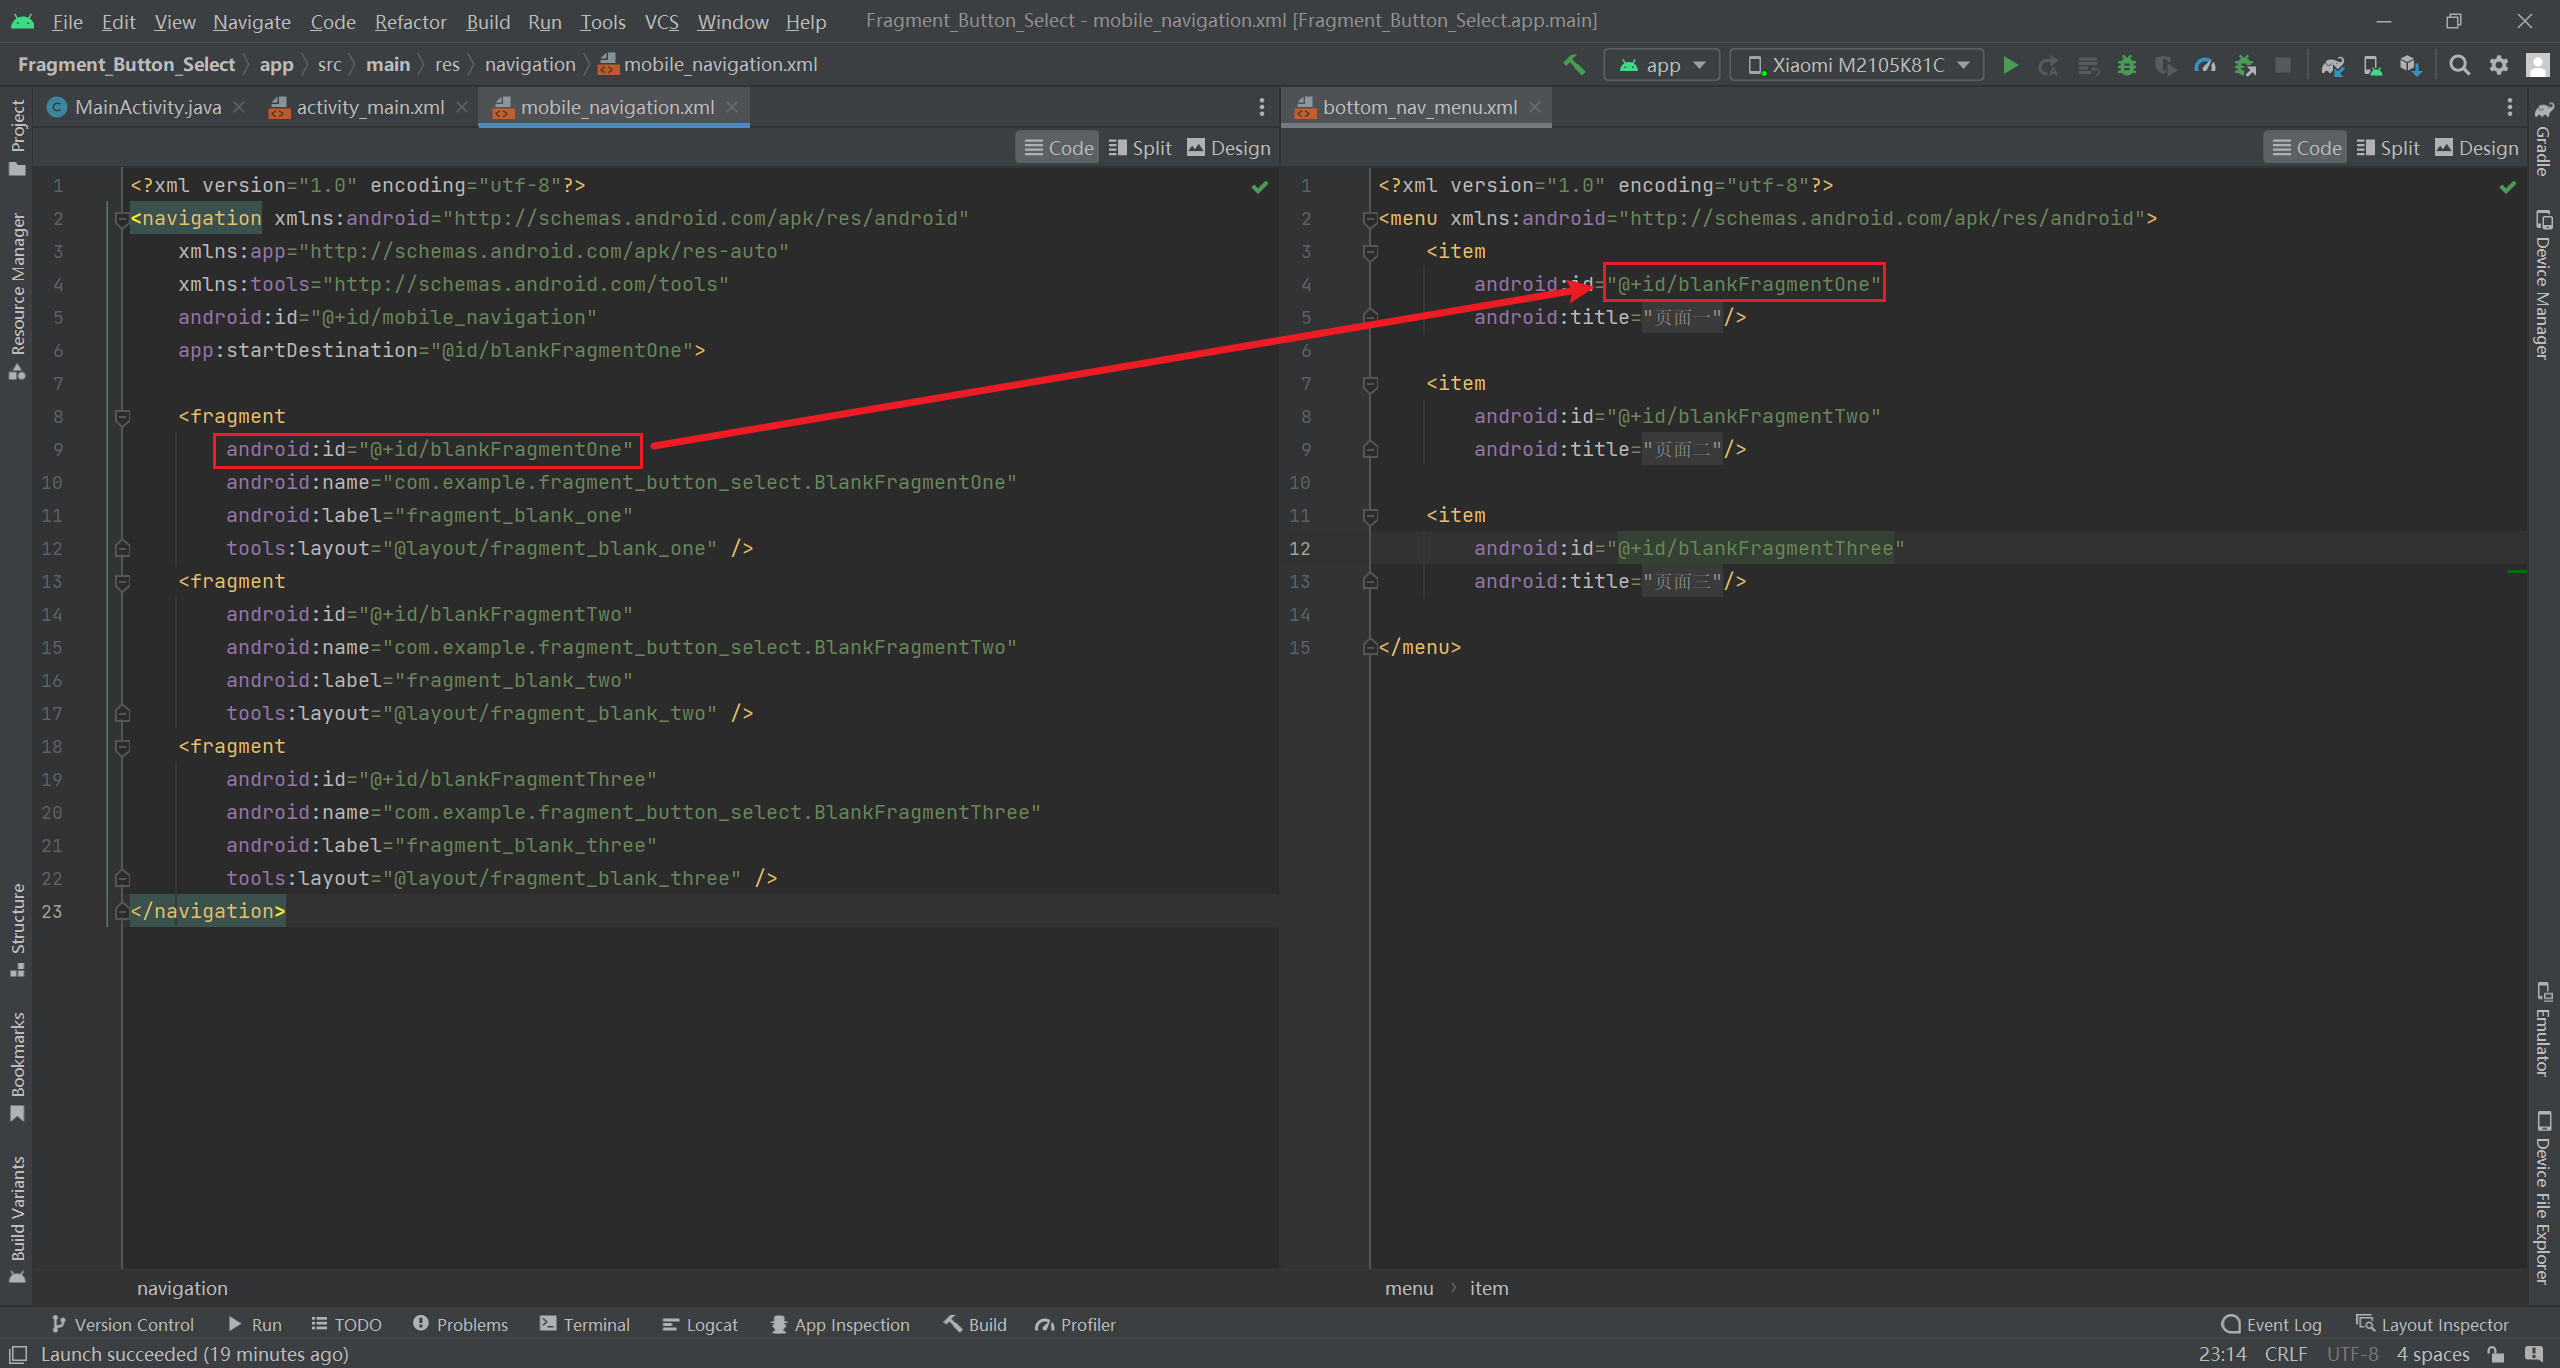 File Edit View Navigate Code Refactor Build Run Tools VCS Window Help Fragment_Button_Select - mobile_navigation.xml [Fragment_Button_Select.app.main]
Fragment_Button_Select app src main res navigation mobile_navigation.xml app Xiaomi M2105K81C
MainActivity.java activity_main.xml mobile_navigation.xml
Code Split Design
1 <?xml version="1.0" encoding="utf-8"?>
2 <navigation xmlns:android="http://schemas.android.com/apk/res/android"
3 xmlns:app="http://schemas.android.com/apk/res-auto"
4 xmlns:tools="http://schemas.android.com/tools"
5 android:id="@+id/mobile_navigation"
6 app:startDestination="@id/blankFragmentOne">
7
8 <fragment
9 android:id="@+id/blankFragmentOne"
10 android:name="com.example.fragment_button_select.BlankFragmentOne"
11 android:label="fragment_blank_one"
12 tools:layout="@layout/fragment_blank_one" />
13 <fragment
14 android:id="@+id/blankFragmentTwo"
15 android:name="com.example.fragment_button_select.BlankFragmentTwo"
16 android:label="fragment_blank_two"
17 tools:layout="@layout/fragment_blank_two" />
18 <fragment
19 android:id="@+id/blankFragmentThree"
20 android:name="com.example.fragment_button_select.BlankFragmentThree"
21 android:label="fragment_blank_three"
22 tools:layout="@layout/fragment_blank_three" />
23 </navigation>
navigation
bottom_nav_menu.xml
Code Split Design
1 <?xml version="1.0" encoding="utf-8"?>
2 <menu xmlns:android="http://schemas.android.com/apk/res/android">
3 <item
4 android:id="@+id/blankFragmentOne"
5 android:title="页面一"/>
6
7 <item
8 android:id="@+id/blankFragmentTwo"
9 android:title="页面二"/>
10
11 <item
12 android:id="@+id/blankFragmentThree"
13 android:title="页面三"/>
14
15 </menu>
menu item
Project
Resource Manager
Structure
Bookmarks
Build Variants
Gradle
Device Manager
Emulator
Device File Explorer
Version Control Run TODO Problems Terminal Logcat App Inspection Build Profiler Event Log Layout Inspector
Launch succeeded (19 minutes ago) 23:14 CRLF UTF-8 4 spaces